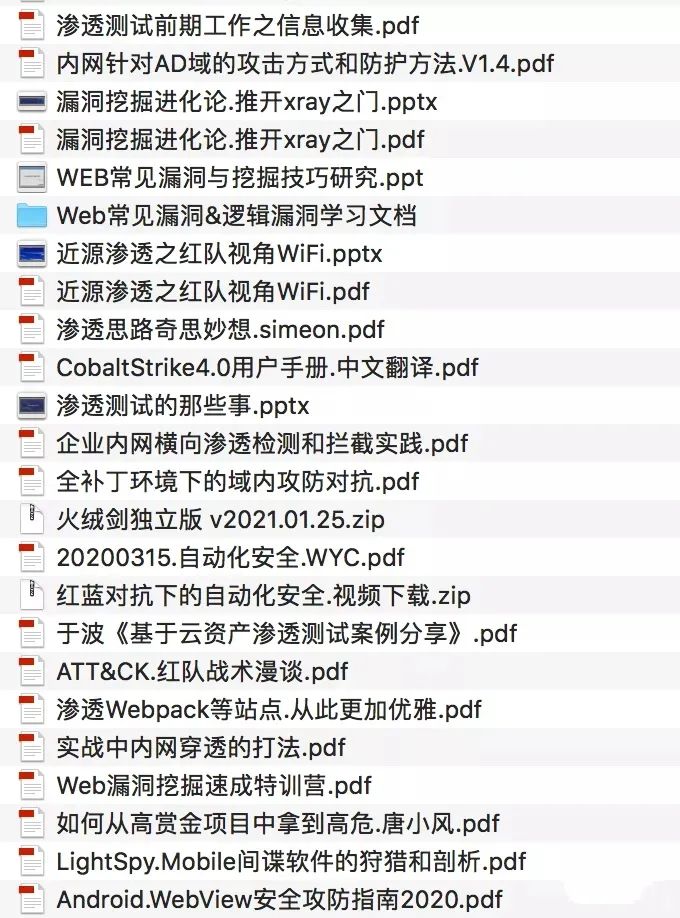 渗透测试前期工作之信息收集.pdf
内网针对AD域的攻击方式和防护方法.V1.4.pdf
漏洞挖掘进化论.推开xray之门.pptx
漏洞挖掘进化论.推开xray之门.pdf
WEB常见漏洞与挖掘技巧研究.ppt
Web常见漏洞&逻辑漏洞学习文档
近源渗透之红队视角WiFi.pptx
近源渗透之红队视角WiFi.pdf
渗透思路奇思妙想.simeon.pdf
CobaltStrike4.0用户手册.中文翻译.pdf
渗透测试的那些事.pptx
企业内网横向渗透检测和拦截实践.pdf
全补丁环境下的域内攻防对抗.pdf
火绒剑独立版 v2021.01.25.zip
20200315.自动化安全.WYC.pdf
红蓝对抗下的自动化安全.视频下载.zip
于波《基于云资产渗透测试案例分享》.pdf
ATT&CK.红队战术漫谈.pdf
渗透Webpack等站点.从此更加优雅.pdf
实战中内网穿透的打法.pdf
Web漏洞挖掘速成特训营.pdf
如何从高赏金项目中拿到高危.唐小风.pdf
LightSpy.Mobile间谍软件的狩猎和剖析.pdf
Android.WebView安全攻防指南2020.pdf